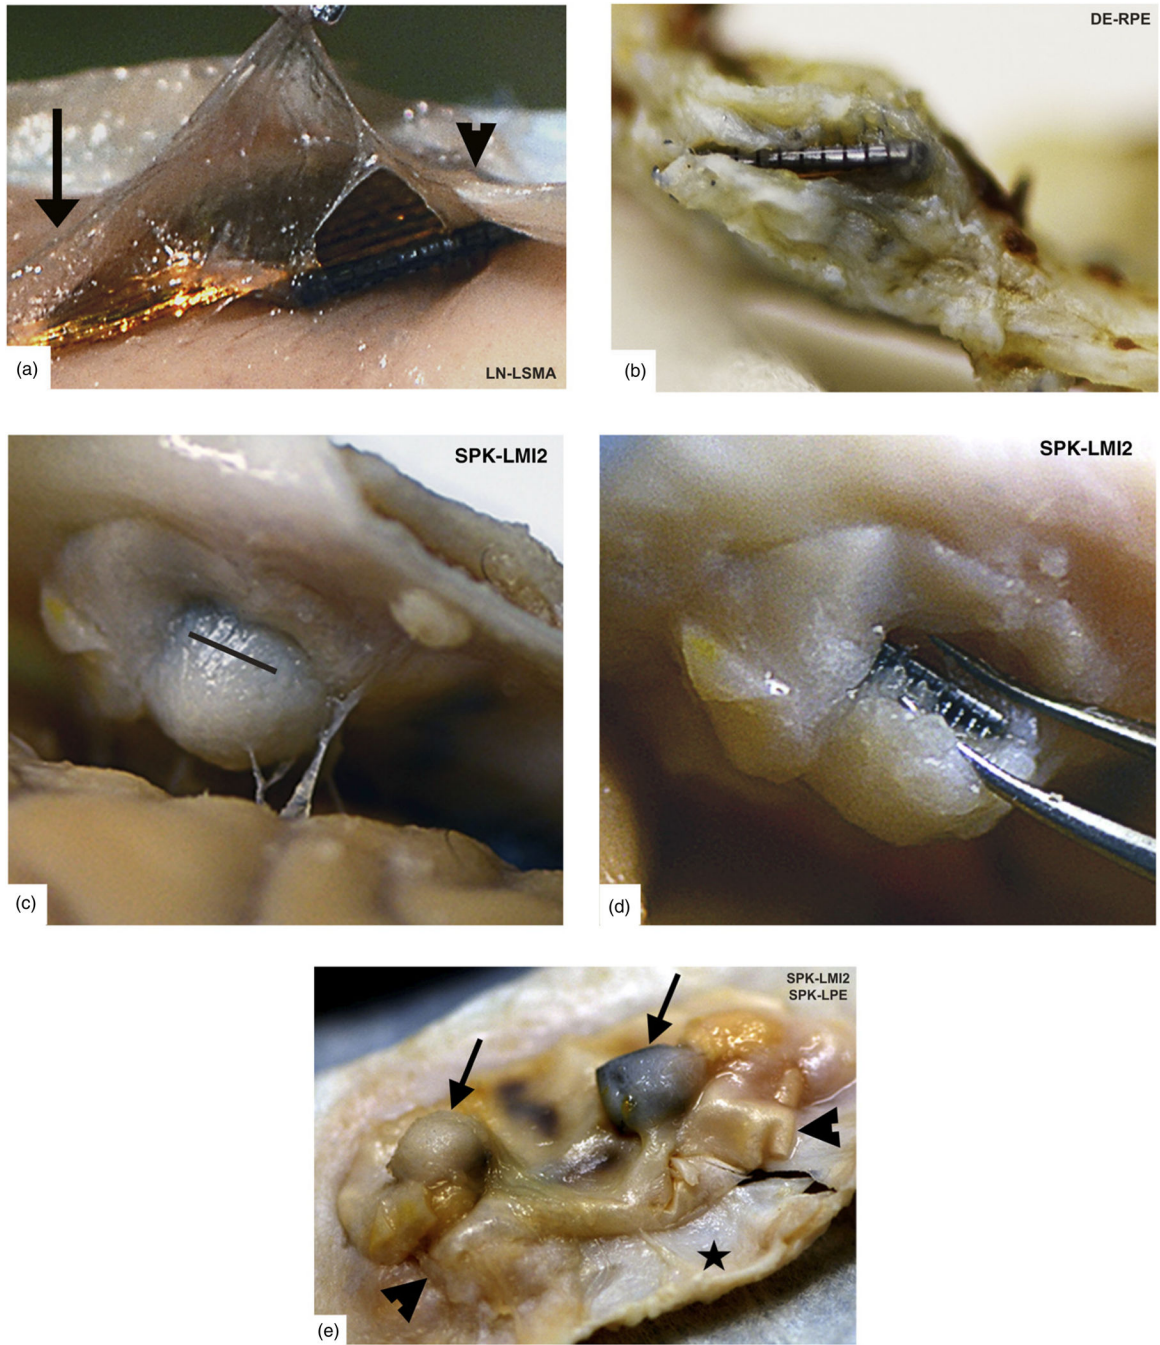 LN-LSMA
(a)
DE-RPE
(b)
SPK-LMI2
(c)
SPK-LMI2
(d)
SPK-LMI2
SPK-LPE
(e)